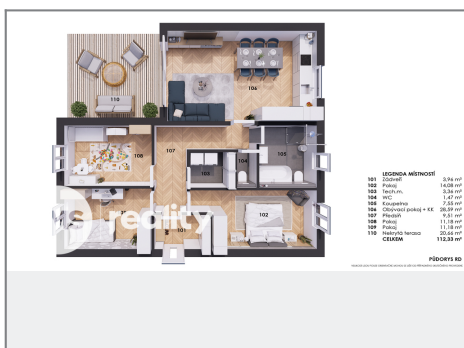 110
106
108
107
105
103
104
102
101
reality
LEGENDA MÍSTNOSTÍ
101 Zádveří 3,96 m²
102 Pokoj 14,08 m²
103 Tech.m. 3,36 m²
104 WC 1,47 m²
105 Koupelna 7,55 m²
106 Obývací pokoj + KK 28,59 m²
107 Předsíň 9,51 m²
108 Pokoj 11,18 m²
109 Pokoj 11,18 m²
110 Nekrytá terasa 20,66 m²
CELKEM 112,33 m²
PŮDORYS RD